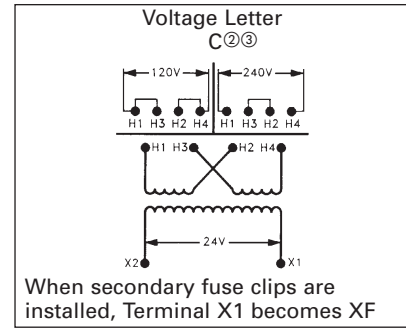 Voltage Letter
C②③
120V 240V
H1 H3 H2 H4 H1 H3 H2 H4
H1 H3 H2 H4
24V
X2 X1
When secondary fuse clips are
installed, Terminal X1 becomes XF